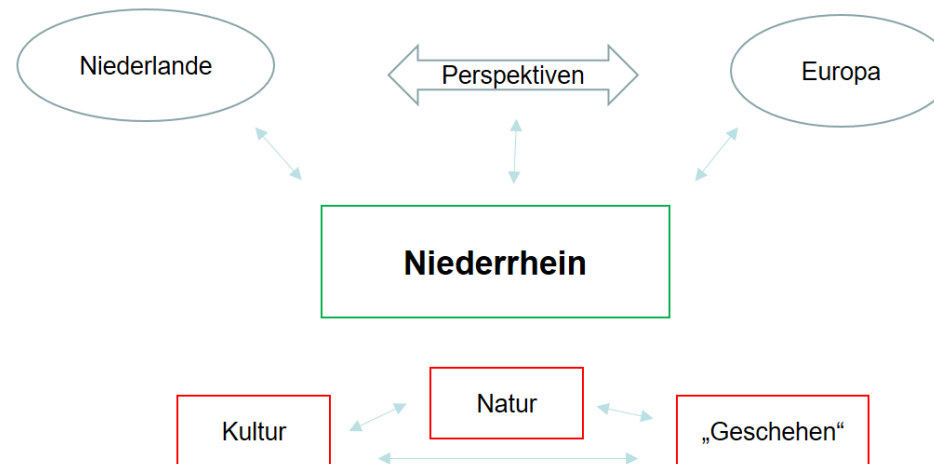 Niederlande
Perspektiven
Europa
Niederrhein
Natur
Kultur
„Geschehen“